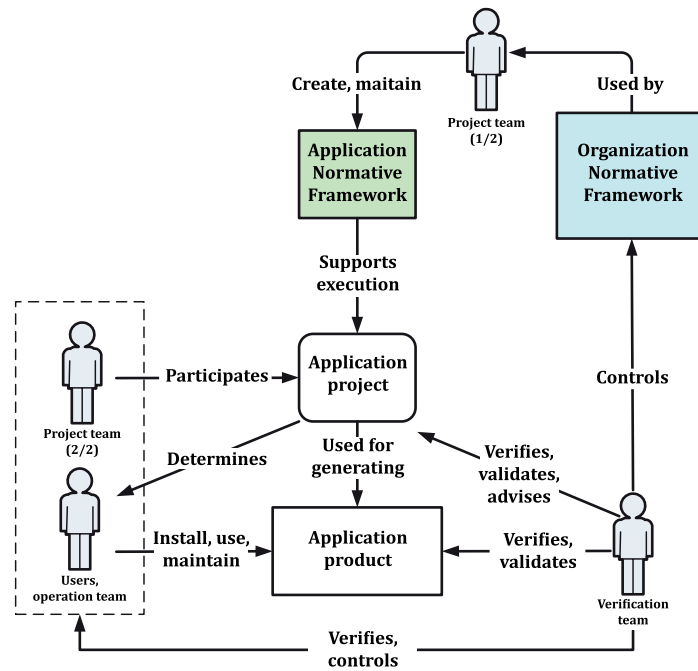 Create, maitain
Project team
(1/2)
Used by
Application
Normative
Framework
Organization
Normative
Framework
Supports
execution
Project team
(2/2)
Participates
Application
project
Controls
Determines
Used for
generating
Verifies,
validates,
advises
Users,
operation team
Install, use,
maintain
Application
product
Verifies,
validates
Verification
team
Verifies,
controls